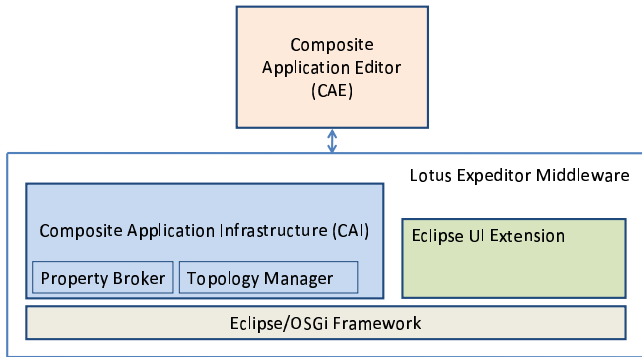 Composite
Application Editor
(CAE)
Lotus Expeditor Middleware
Composite Application Infrastructure (CAI)
Eclipse UI Extension
Property Broker
Topology Manager
Eclipse/OSGi Framework